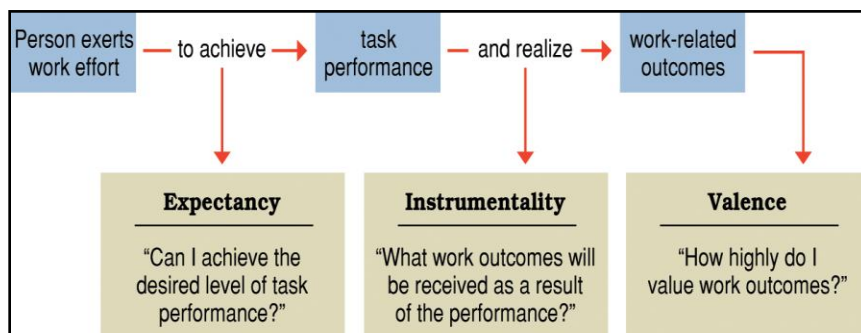 Person exerts
work effort
to achieve
task
performance
and realize
work-related
outcomes
Expectancy
“Can I achieve the
desired level of task
performance?”
Instrumentality
“What work outcomes will
be received as a result
of the performance?”
Valence
“How highly do I
value work outcomes?”